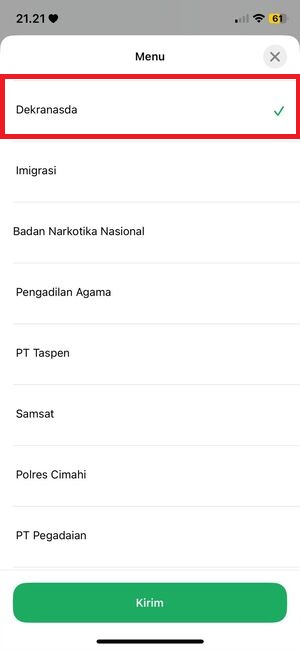 21.21
61
Menu
Dekranasda
Imigrasi
Badan Narkotika Nasional
Pengadilan Agama
PT Taspen
Samsat
Polres Cimahi
PT Pegadaian
Kirim